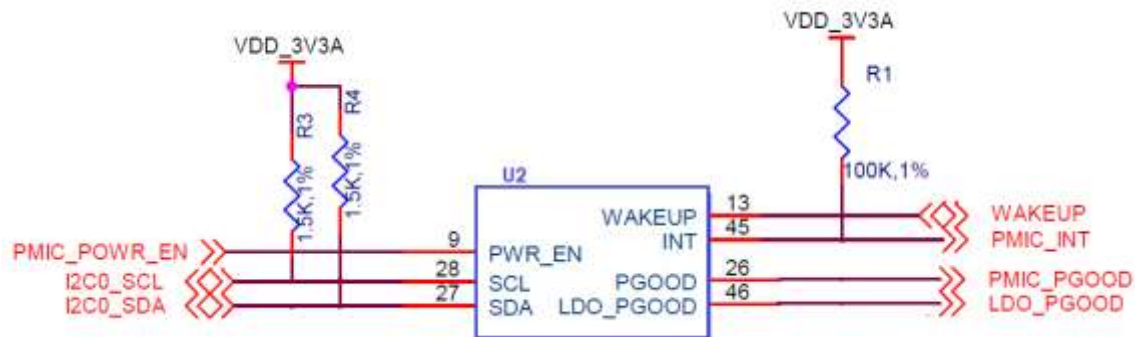 VDD_3V3A
VDD_3V3A
R3
1.5K,1%
R4
1.5K,1%
R1
100K,1%
U2
PMIC_POWR_EN
9
PWR_EN
I2C0_SCL
28
SCL
I2C0_SDA
27
SDA
WAKEUP
13
WAKEUP
INT
45
PMIC_INT
PGOOD
26
PMIC_PGOOD
LDO_PGOOD
46
LDO_PGOOD